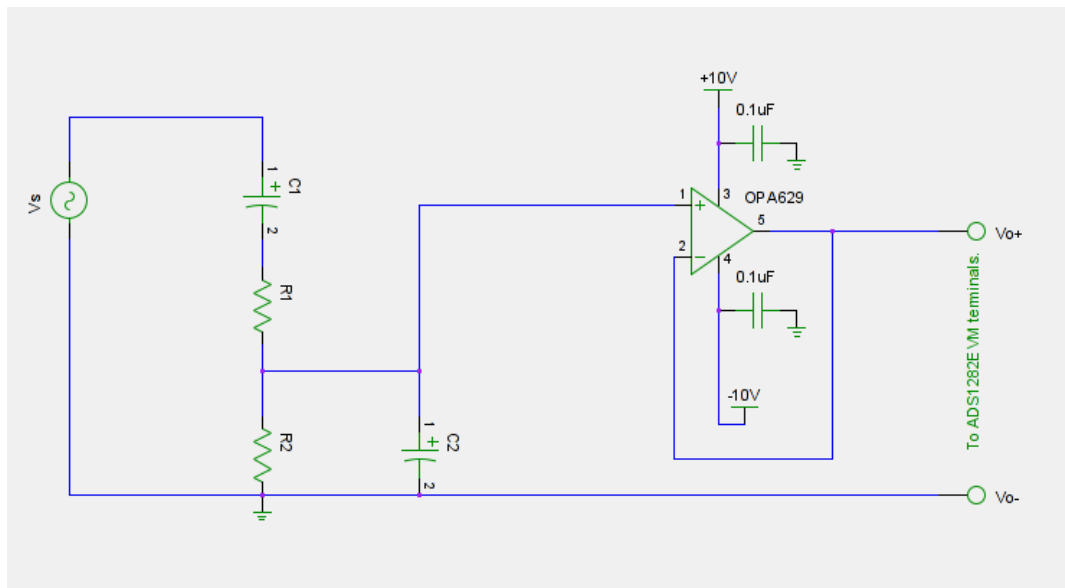 +10V
0.1uF
1
+
C1
Vs
2
OPA629
3
1
+
5
Vo+
2
−
4
0.1uF
R1
To ADS1282E VM terminals.
-10V
1
+
C2
R2
2
Vo-